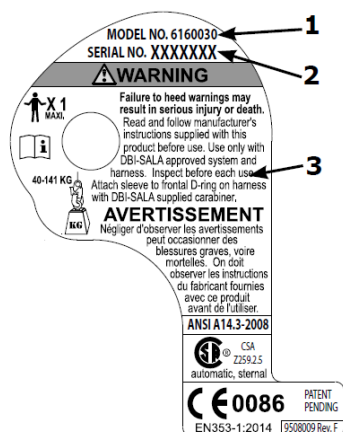 MODEL NO. 6160030
1
SERIAL NO. XXXXXXX
2
WARNING
X 1
MAXI.
Failure to heed warnings may
result in serious injury or death.
Read and follow manufacturer's
instructions supplied with this
product before use. Use only with
DBI-SALA approved system and
harness. Inspect before each use.
3
40-141 KG
Attach sleeve to frontal D-ring on harness
with DBI-SALA supplied carabiner,
KG
AVERTISSEMENT
Négliger d'observer les avertissements
peut occasionner des
blessures graves, voire
mortelles. On doit
observer les instructions
du fabricant fournies
avec ce produit
avant de l'utiliser.
ANSI A14.3-2008
CSA
Z259.2.5
automatic, sternal
CE 0086
PATENT
PENDING
EN353-1:2014
9508009 Rev. F